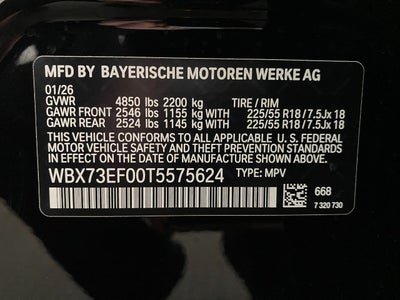 MFD BY BAYERISCHE MOTOREN WERKE AG
01/26
GVWR 4850 lbs 2200 kg TIRE / RIM
GAWR FRONT 2546 lbs 1155 kg WITH 225/55 R18 / 7.5J x 18
GAWR REAR 2524 lbs 1145 kg WITH 225/55 R18 / 7.5J x 18
THIS VEHICLE CONFORMS TO ALL APPLICABLE U.S. FEDERAL
MOTOR VEHICLE SAFETY, BUMPER AND THEFT PREVENTION
STANDARDS IN EFFECT ON THE DATE OF MANUFACTURE SHOWN ABOVE.
WBX73EF00T5575624 TYPE: MPV
668
7 320 730